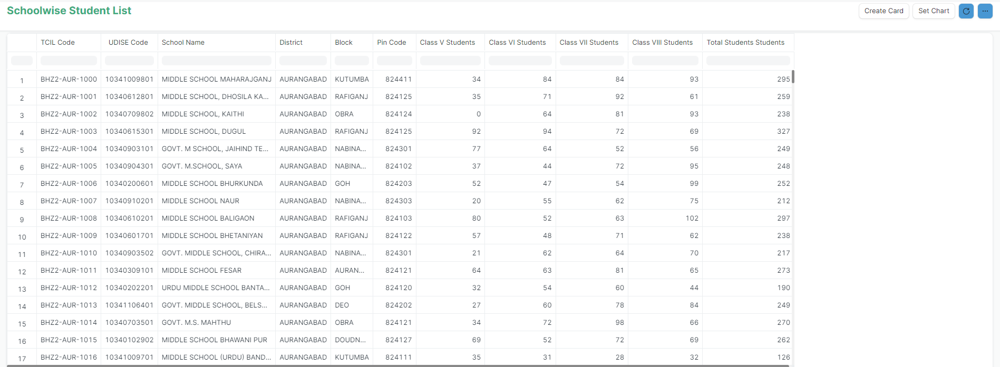 Schoolwise Student List
Create Card Set Chart ...
TCIL Code UDISE Code School Name District Block Pin Code Class V Students Class VI Students Class VII Students Class VIII Students Total Students Students
1 BHZ2-AUR-1000 10341009801 MIDDLE SCHOOL MAHARAJGANJ AURANGABAD KUTUMBA 824411 34 84 84 93 295
2 BHZ2-AUR-1001 10340612801 MIDDLE SCHOOL, DHOSILA KA... AURANGABAD RAFIGANJ 824125 35 71 92 61 259
3 BHZ2-AUR-1002 10340709802 MIDDLE SCHOOL, KAITHI AURANGABAD OBRA 824124 0 64 81 93 238
4 BHZ2-AUR-1003 10340615301 MIDDLE SCHOOL, DUGUL AURANGABAD RAFIGANJ 824125 92 94 72 69 327
5 BHZ2-AUR-1004 10340903101 GOVT. M SCHOOL, JAIHIND TE... AURANGABAD NABINA... 824301 77 64 52 56 249
6 BHZ2-AUR-1005 10340904301 GOVT. M.SCHOOL, SAYA AURANGABAD NABINA... 824102 37 44 72 95 248
7 BHZ2-AUR-1006 10340200601 MIDDLE SCHOOL BHURKUNDA AURANGABAD GOH 824203 52 47 54 99 252
8 BHZ2-AUR-1007 10340910201 MIDDLE SCHOOL NAUR AURANGABAD NABINA... 824303 20 55 62 75 212
9 BHZ2-AUR-1008 10340610201 MIDDLE SCHOOL BALIGAON AURANGABAD RAFIGANJ 824103 80 52 63 102 297
10 BHZ2-AUR-1009 10340601701 MIDDLE SCHOOL BHETANIYAN AURANGABAD RAFIGANJ 824122 57 48 71 62 238
11 BHZ2-AUR-1010 10340903502 GOVT. MIDDLE SCHOOL, CHIRA... AURANGABAD NABINA... 824301 21 62 64 70 217
12 BHZ2-AUR-1011 10340309101 MIDDLE SCHOOL FESAR AURANGABAD AURAN... 824121 64 63 81 65 273
13 BHZ2-AUR-1012 10340202201 URDU MIDDLE SCHOOL BANTA... AURANGABAD GOH 824120 32 54 60 44 190
14 BHZ2-AUR-1013 10341106401 GOVT. MIDDLE SCHOOL, BELS... AURANGABAD DEO 824202 27 60 78 84 249
15 BHZ2-AUR-1014 10340703501 GOVT. M.S. MAHTHU AURANGABAD OBRA 824121 34 72 98 66 270
16 BHZ2-AUR-1015 10340102902 MIDDLE SCHOOL BHAWANI PUR AURANGABAD DOUDN... 824127 69 52 72 69 262
17 BHZ2-AUR-1016 10341009701 MIDDLE SCHOOL (URDU) BAND... AURANGABAD KUTUMBA 824111 35 31 28 32 126